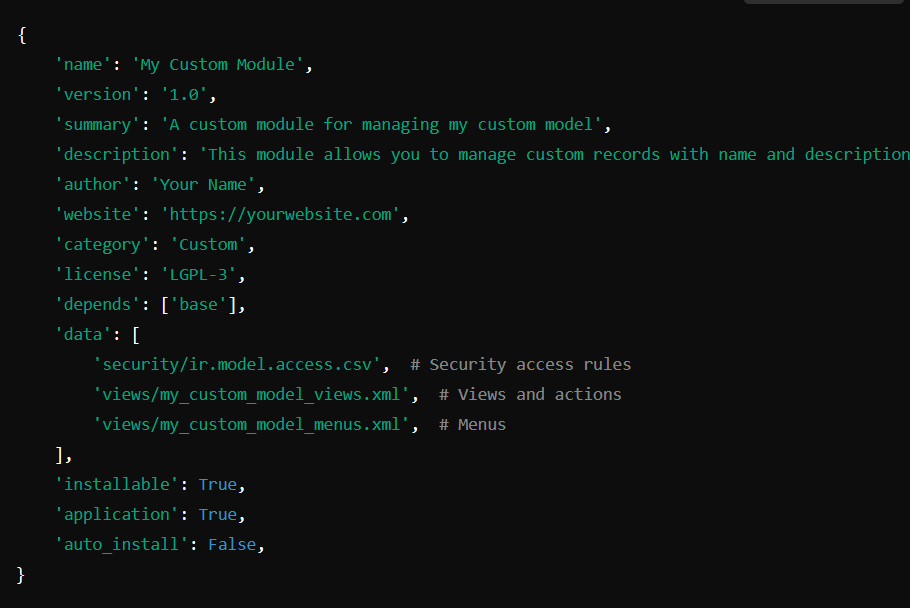 {
    'name': 'My Custom Module',
    'version': '1.0',
    'summary': 'A custom module for managing my custom model',
    'description': 'This module allows you to manage custom records with name and description
    'author': 'Your Name',
    'website': 'https://yourwebsite.com',
    'category': 'Custom',
    'license': 'LGPL-3',
    'depends': ['base'],
    'data': [
        'security/ir.model.access.csv',  # Security access rules
        'views/my_custom_model_views.xml',  # Views and actions
        'views/my_custom_model_menus.xml',  # Menus
    ],
    'installable': True,
    'application': True,
    'auto_install': False,
}